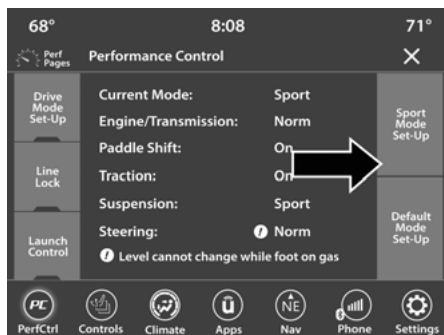 68°
8:08
71°
Perf
Pages
Performance Control
Drive
Mode
Set-Up
Line
Lock
Launch
Control
Current Mode: Sport
Engine/Transmission: Norm
Paddle Shift: On
Traction: On
Suspension: Sport
Steering: ! Norm
! Level cannot change while foot on gas
Sport
Mode
Set-Up
Default
Mode
Set-Up
PC
ü
NE
PerfCtrl Controls Climate Apps Nav Phone Settings